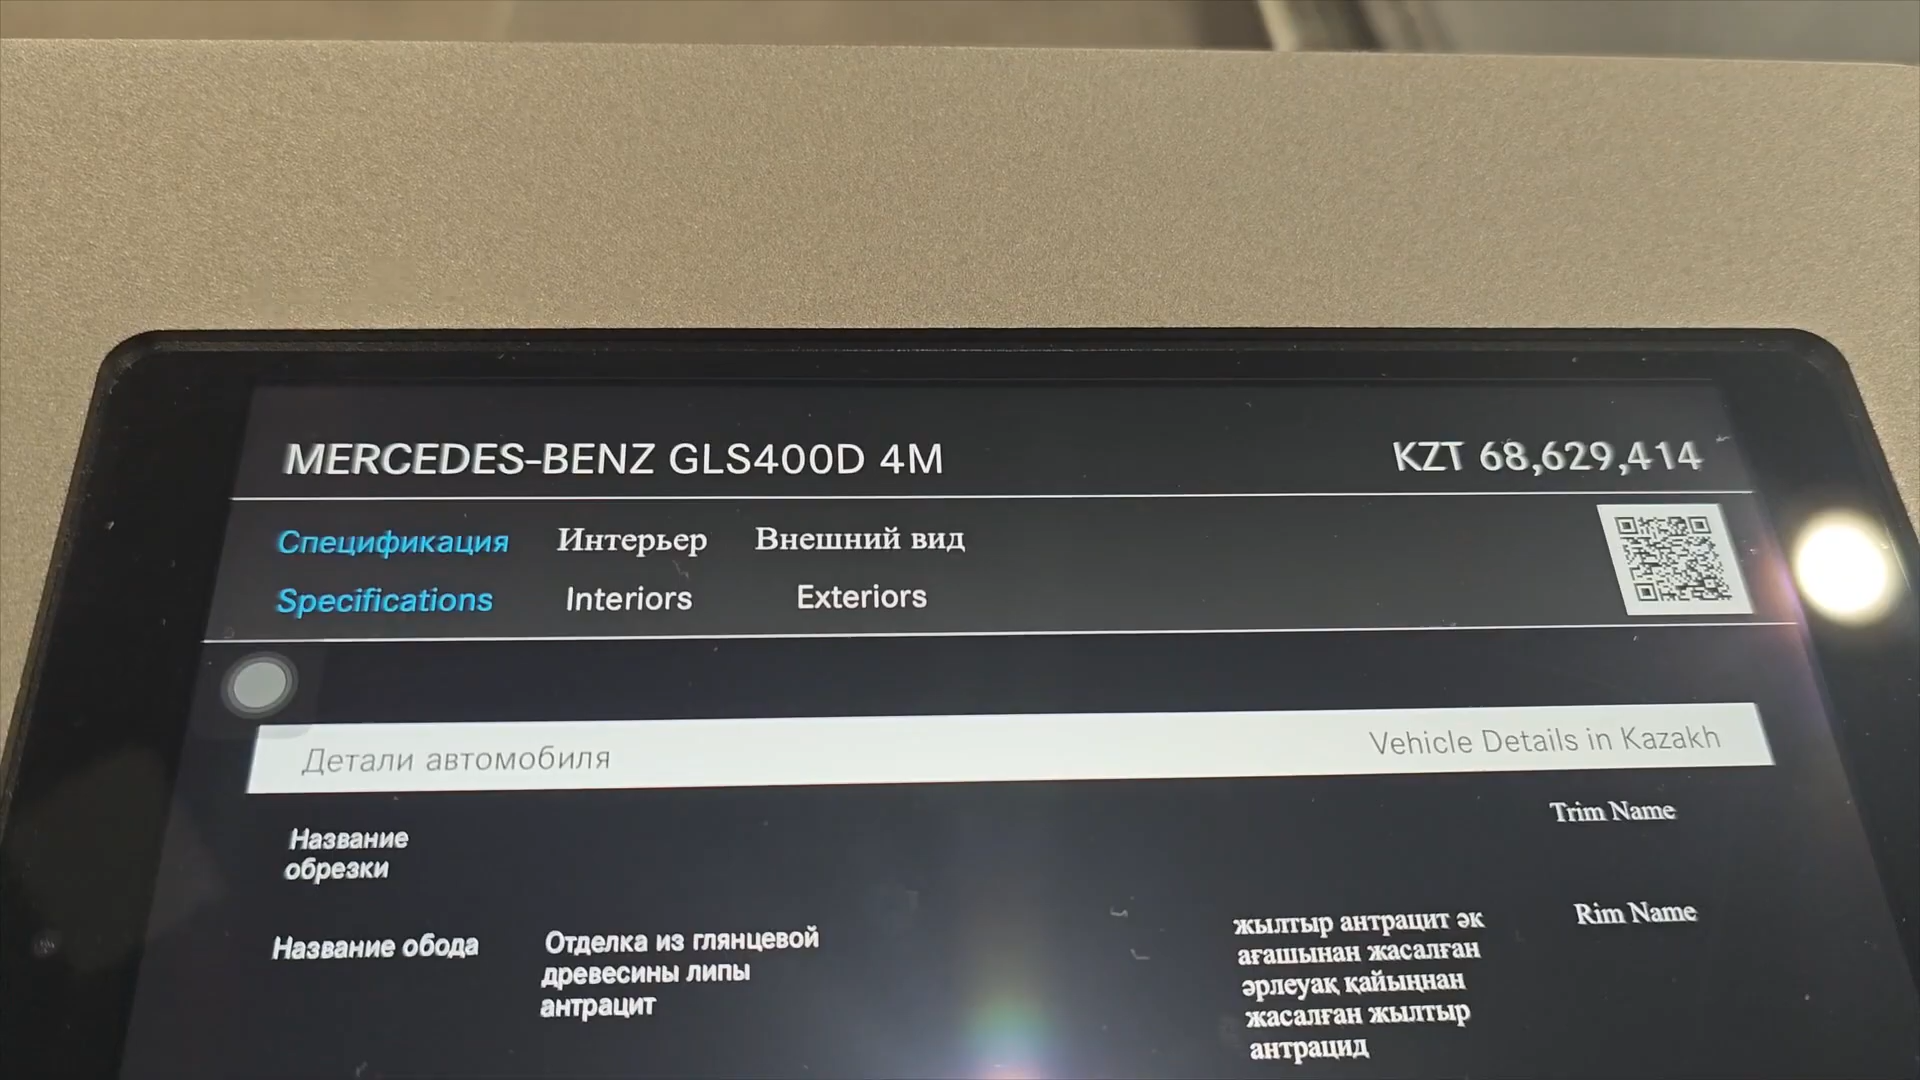 MERCEDES-BENZ GLS400D 4M
KZT 68,629,414
Спецификация Интерьер Внешний вид
Specifications Interiors Exteriors
Детали автомобиля
Vehicle Details in Kazakh
Название
обрезки
Trim Name
Название обода
Отделка из глянцевой
древесины липы
антрацит
жылтыр антрацит әк
ағашынан жасалған
әрлеуақ қайыңнан
жасалған жылтыр
антрацид
Rim Name